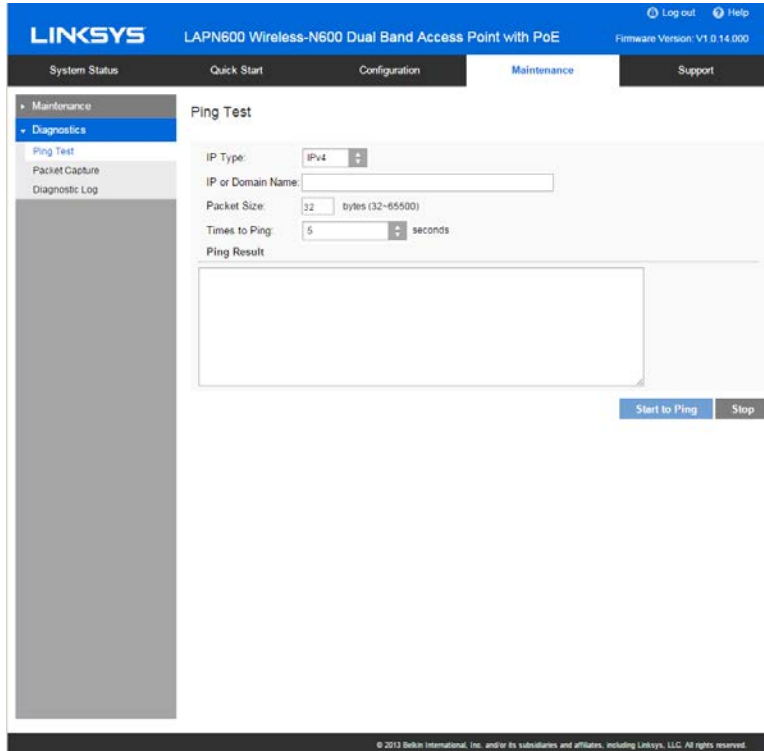 Log out Help
LINKSYS LAPN600 Wireless-N600 Dual Band Access Point with PoE Firmware Version: V1.0.14.000
System Status Quick Start Configuration Maintenance Support
Maintenance
Diagnostics
Ping Test
Packet Capture
Diagnostic Log
Ping Test
IP Type: IPv4
IP or Domain Name:
Packet Size: 32 bytes (32~65500)
Times to Ping: 5 seconds
Ping Result
Start to Ping Stop
© 2013 Belkin International, Inc. and/or its subsidiaries and affiliates, including Linksys, LLC. All rights reserved.